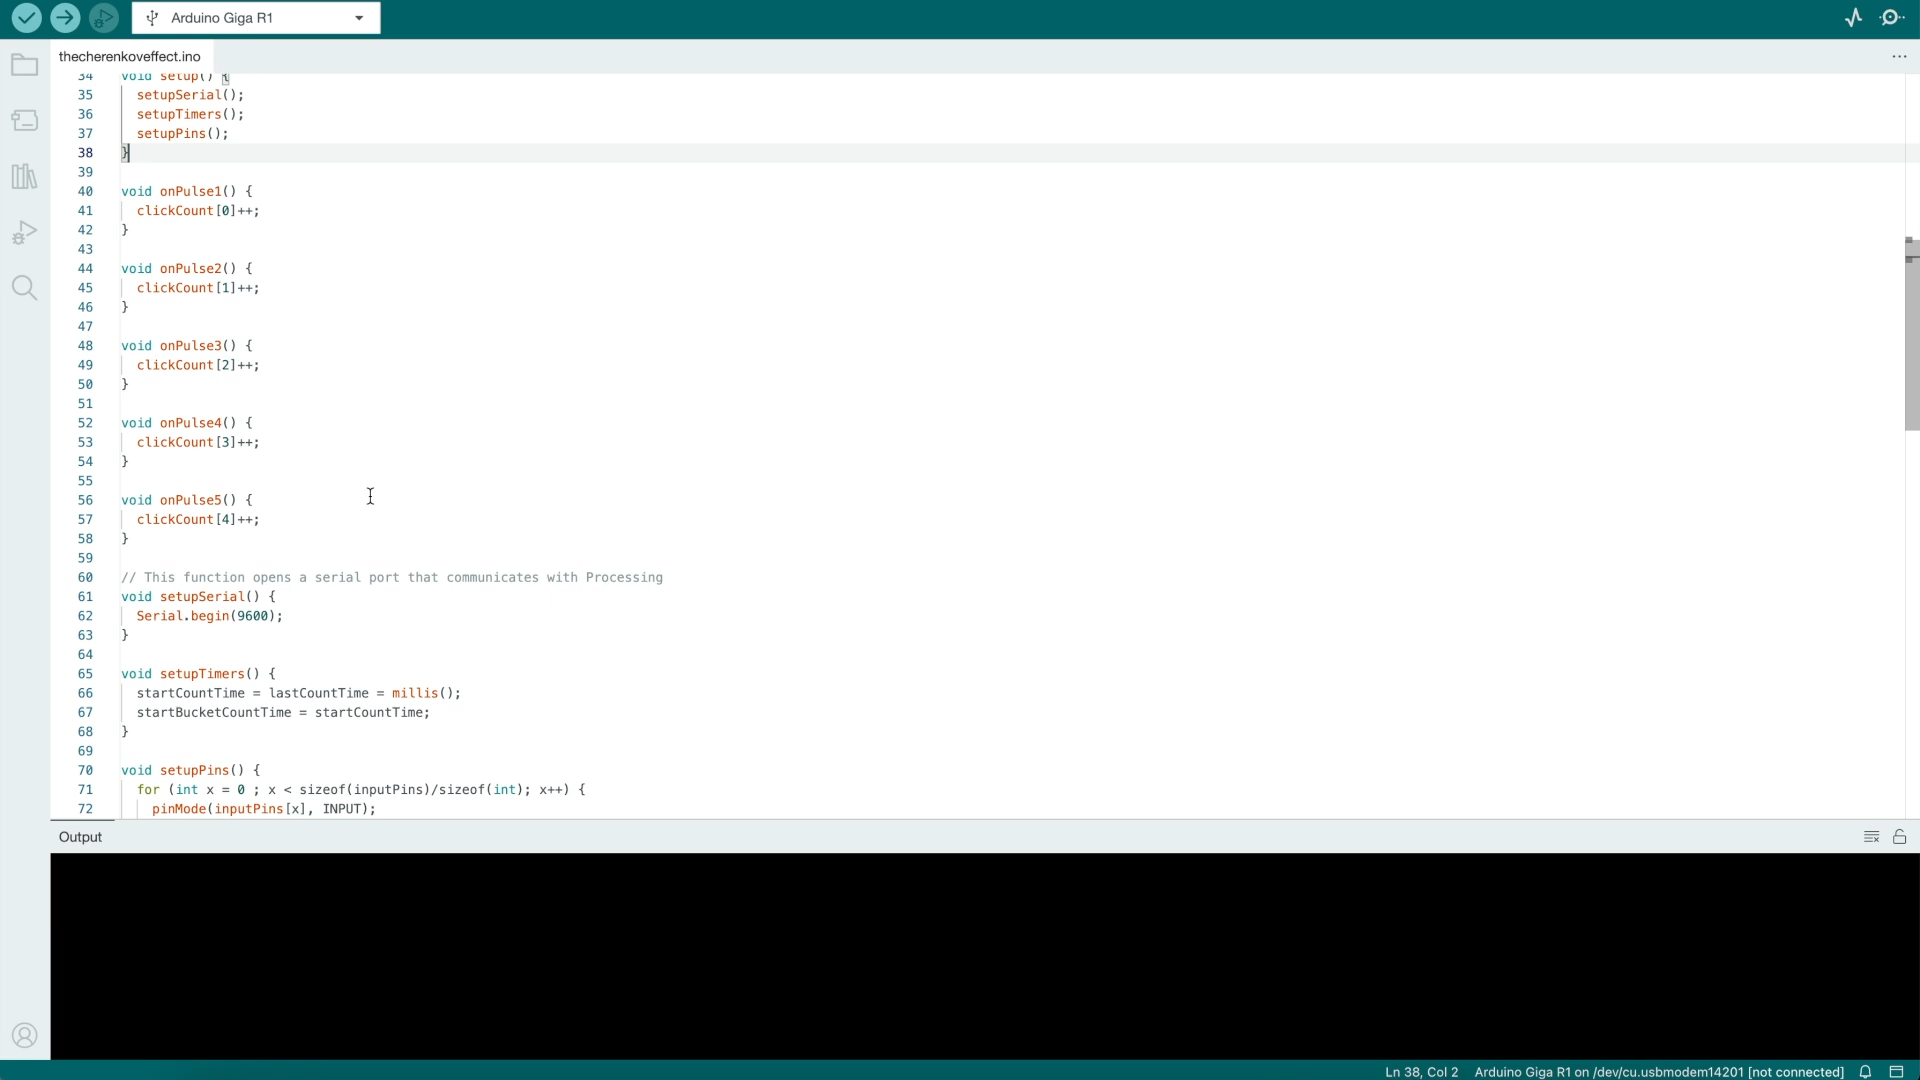 Arduino Giga R1
thecherenkoveffect.ino
34 void setup() {
35 setupSerial();
36 setupTimers();
37 setupPins();
38 }
39
40 void onPulse1() {
41 clickCount[0]++;
42 }
43
44 void onPulse2() {
45 clickCount[1]++;
46 }
47
48 void onPulse3() {
49 clickCount[2]++;
50 }
51
52 void onPulse4() {
53 clickCount[3]++;
54 }
55
56 void onPulse5() {
57 clickCount[4]++;
58 }
59
60 // This function opens a serial port that communicates with Processing
61 void setupSerial() {
62 Serial.begin(9600);
63 }
64
65 void setupTimers() {
66 startCountTime = lastCountTime = millis();
67 startBucketCountTime = startCountTime;
68 }
69
70 void setupPins() {
71 for (int x = 0 ; x < sizeof(inputPins)/sizeof(int); x++) {
72 pinMode(inputPins[x], INPUT);
Output
Ln 38, Col 2 Arduino Giga R1 on /dev/cu.usbmodem14201 [not connected]